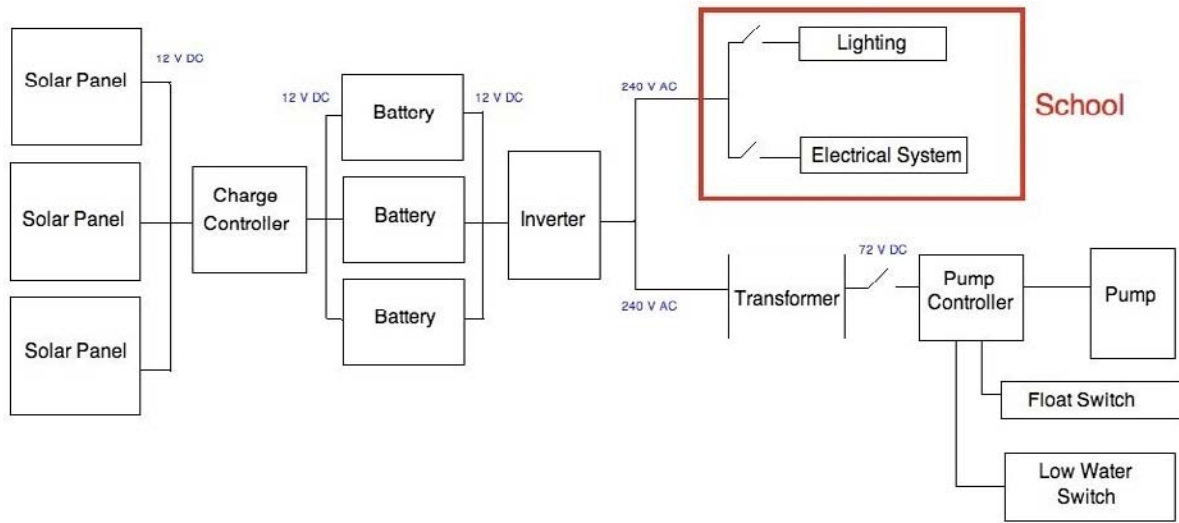 12 V DC
Solar Panel
Solar Panel
Solar Panel
Charge
Controller
12 V DC
12 V DC
Battery
Battery
Battery
Inverter
240 V AC
Lighting
Electrical System
School
240 V AC
Transformer
72 V DC
Pump
Controller
Pump
Float Switch
Low Water
Switch